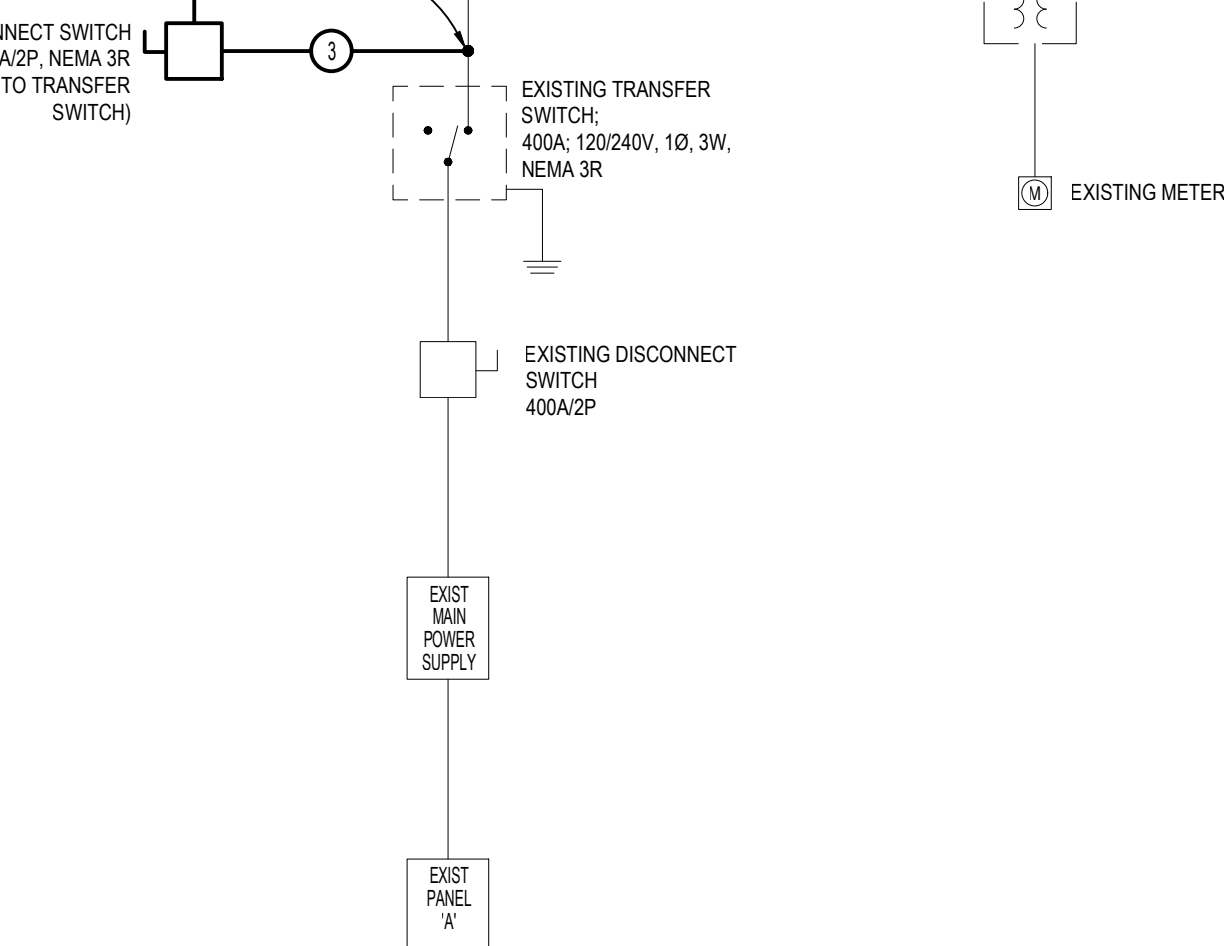 SWITCH
A/2P, NEMA 3R
TO TRANSFER
SWITCH)
3
EXISTING TRANSFER
SWITCH;
400A; 120/240V, 1Ø, 3W,
NEMA 3R
M
EXISTING METER
EXISTING DISCONNECT
SWITCH
400A/2P
EXIST
MAIN
POWER
SUPPLY
EXIST
PANEL
'A'